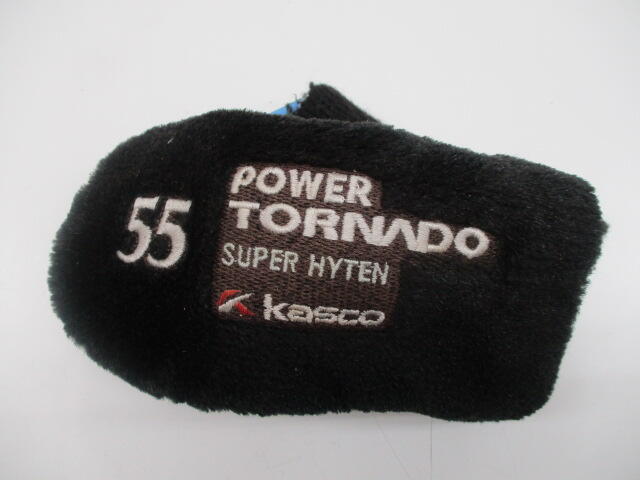 55
POWER
TORNADO
SUPER HYTEN
Kasco